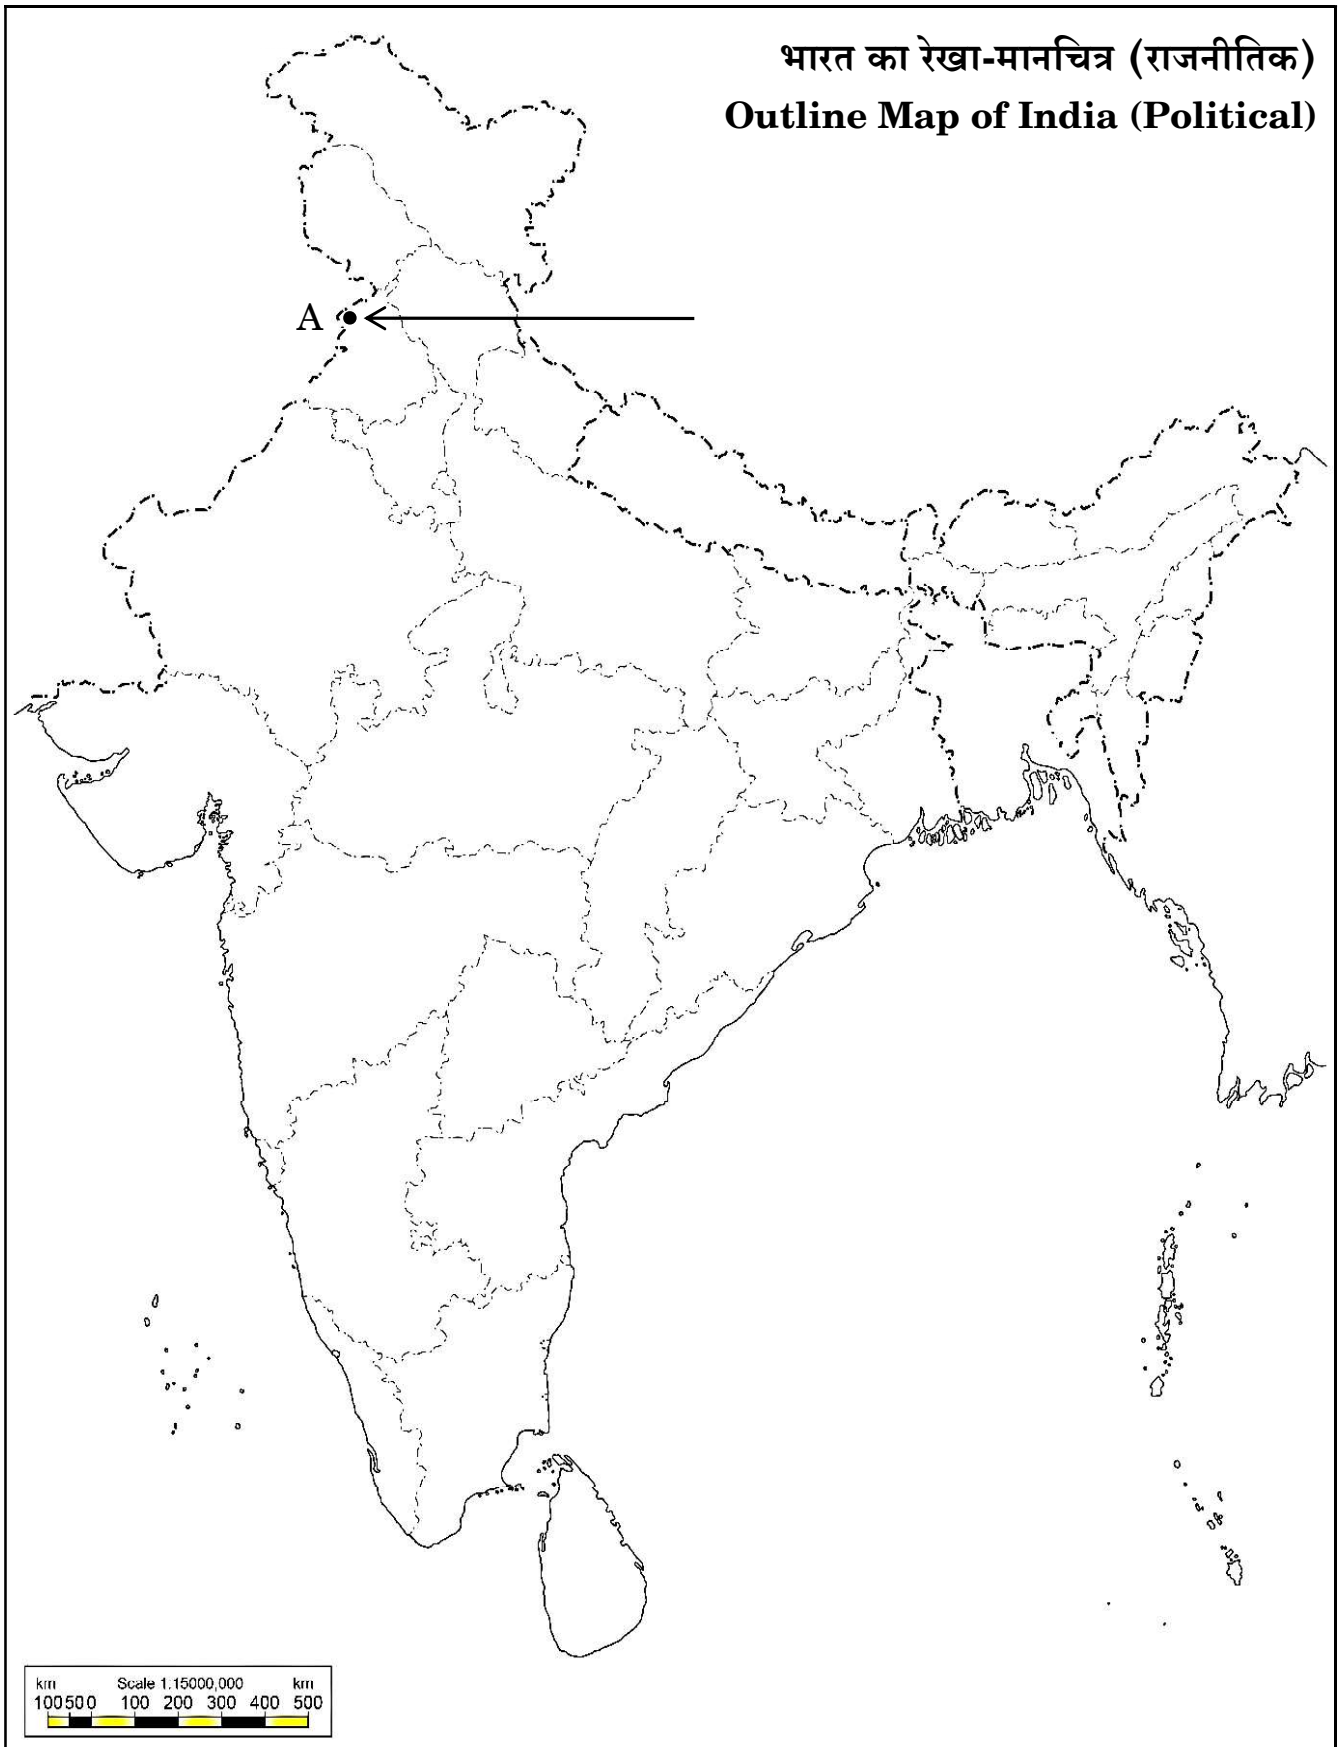 भारत का रेखा-मानचित्र (राजनीतिक)
Outline Map of India (Political)
A
km Scale 1:15000,000 km
100 50 0 100 200 300 400 500